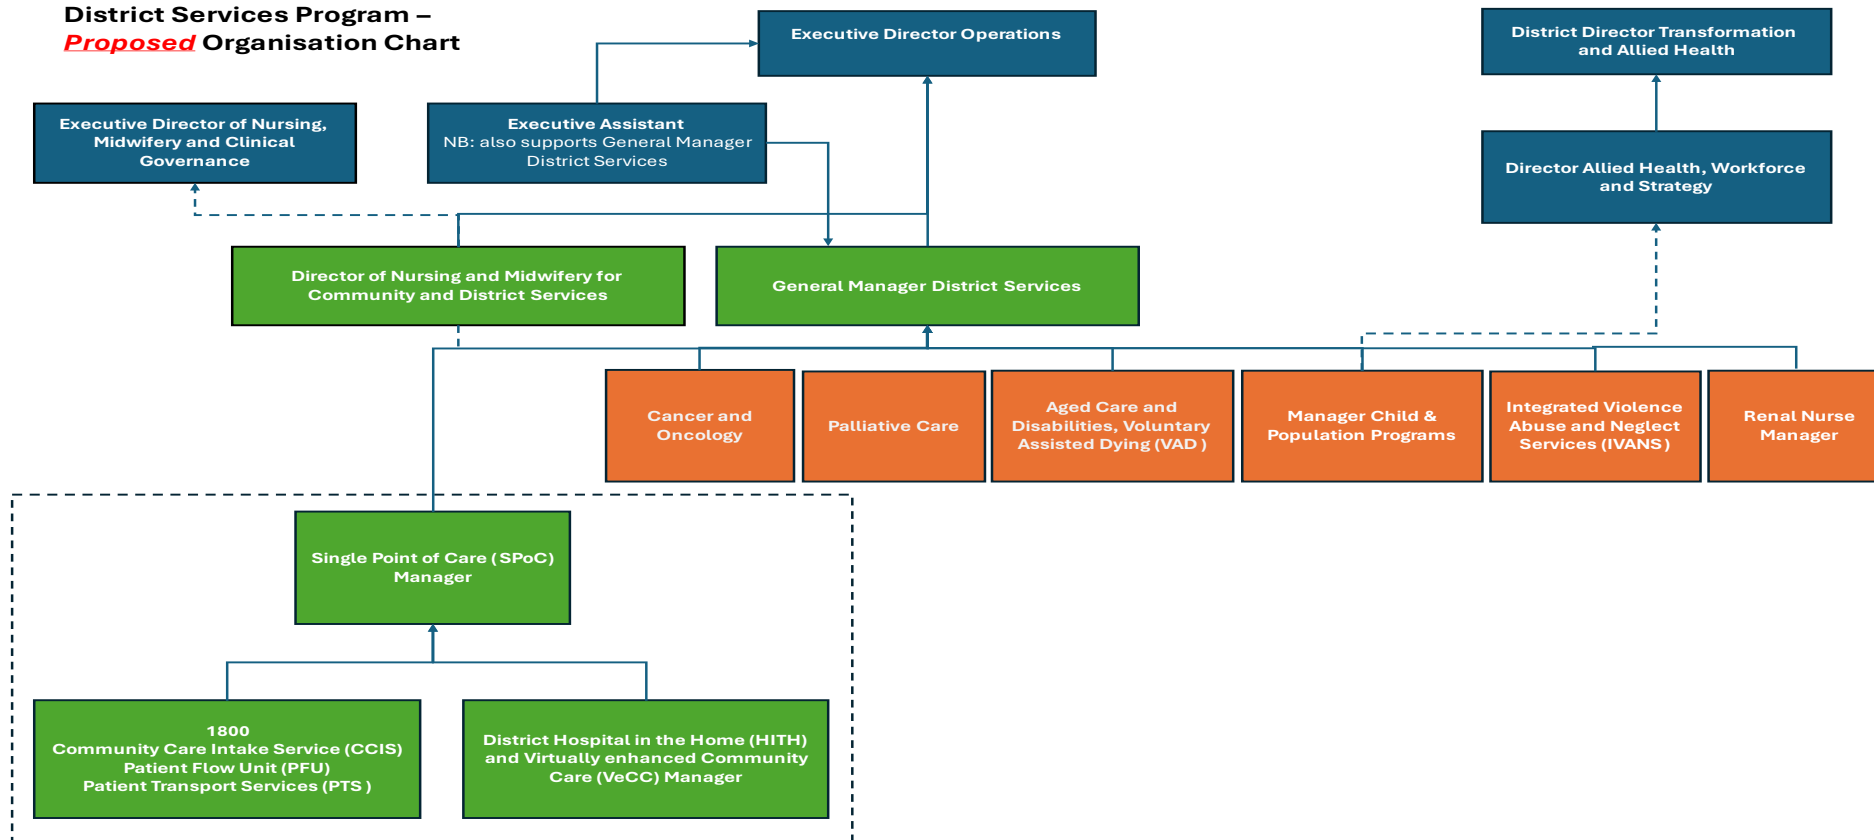 District Services Program –
Proposed Organisation Chart
Executive Director Operations
District Director Transformation
and Allied Health
Executive Director of Nursing,
Midwifery and Clinical
Governance
Executive Assistant
NB: also supports General Manager
District Services
Director Allied Health, Workforce
and Strategy
Director of Nursing and Midwifery for
Community and District Services
General Manager District Services
Cancer and
Oncology
Palliative Care
Aged Care and
Disabilities, Voluntary
Assisted Dying (VAD )
Manager Child &
Population Programs
Integrated Violence
Abuse and Neglect
Services (IVANS )
Renal Nurse
Manager
Single Point of Care (SPoC)
Manager
1800
Community Care Intake Service (CCIS)
Patient Flow Unit (PFU)
Patient Transport Services (PTS )
District Hospital in the Home (HITH)
and Virtually enhanced Community
Care (VeCC) Manager